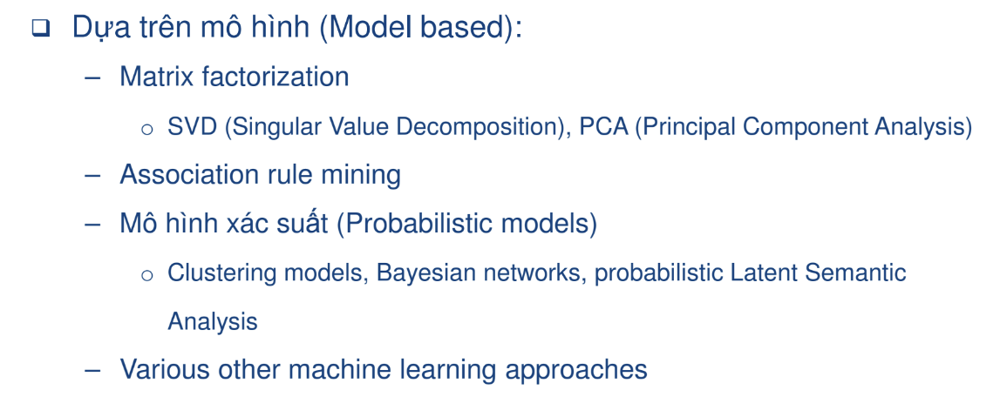 ❑ Dựa trên mô hình (Model based):
– Matrix factorization
o SVD (Singular Value Decomposition), PCA (Principal Component Analysis)
– Association rule mining
– Mô hình xác suất (Probabilistic models)
o Clustering models, Bayesian networks, probabilistic Latent Semantic
Analysis
– Various other machine learning approaches